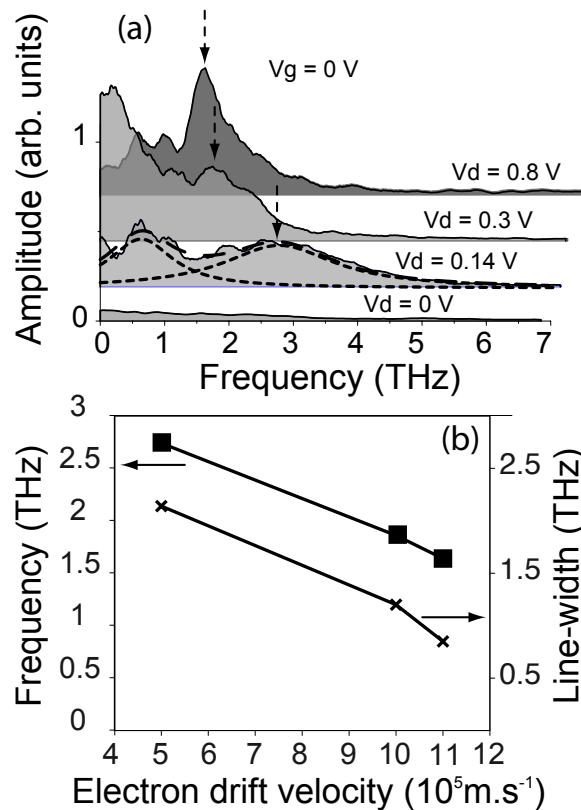 (a)
Vg = 0 V
Amplitude (arb. units)
1
0
Vd = 0.8 V
Vd = 0.3 V
Vd = 0.14 V
Vd = 0 V
0 1 2 3 4 5 6 7
Frequency (THz)
(b)
Frequency (THz)
3
2.5
2
1.5
1
0.5
0
2.5
1.5
0.5
Line-width (THz)
4 5 6 7 8 9 10 11 12
Electron drift velocity (10⁵m.s⁻¹)